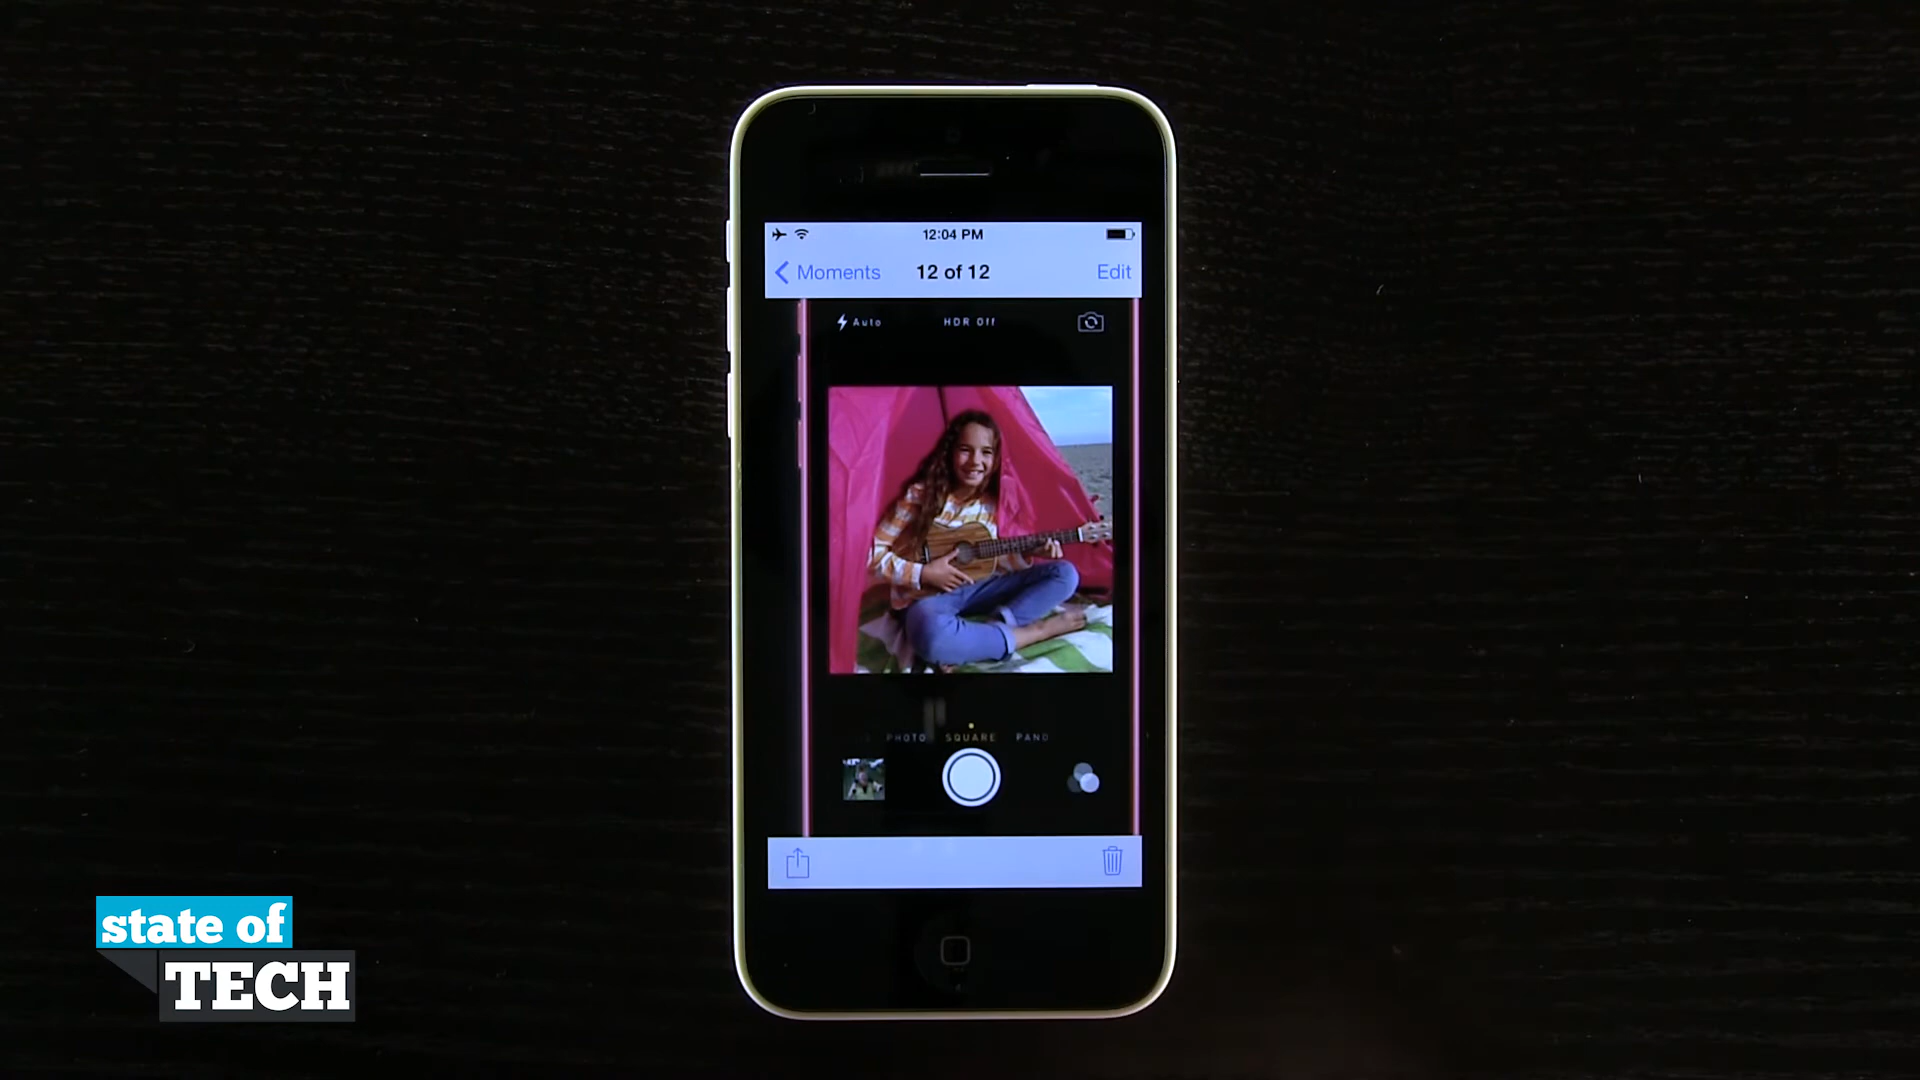 12:04 PM
Moments
12 of 12
Edit
Auto
HDR Off
PHOTO
SQUARE
PANO
state of
TECH